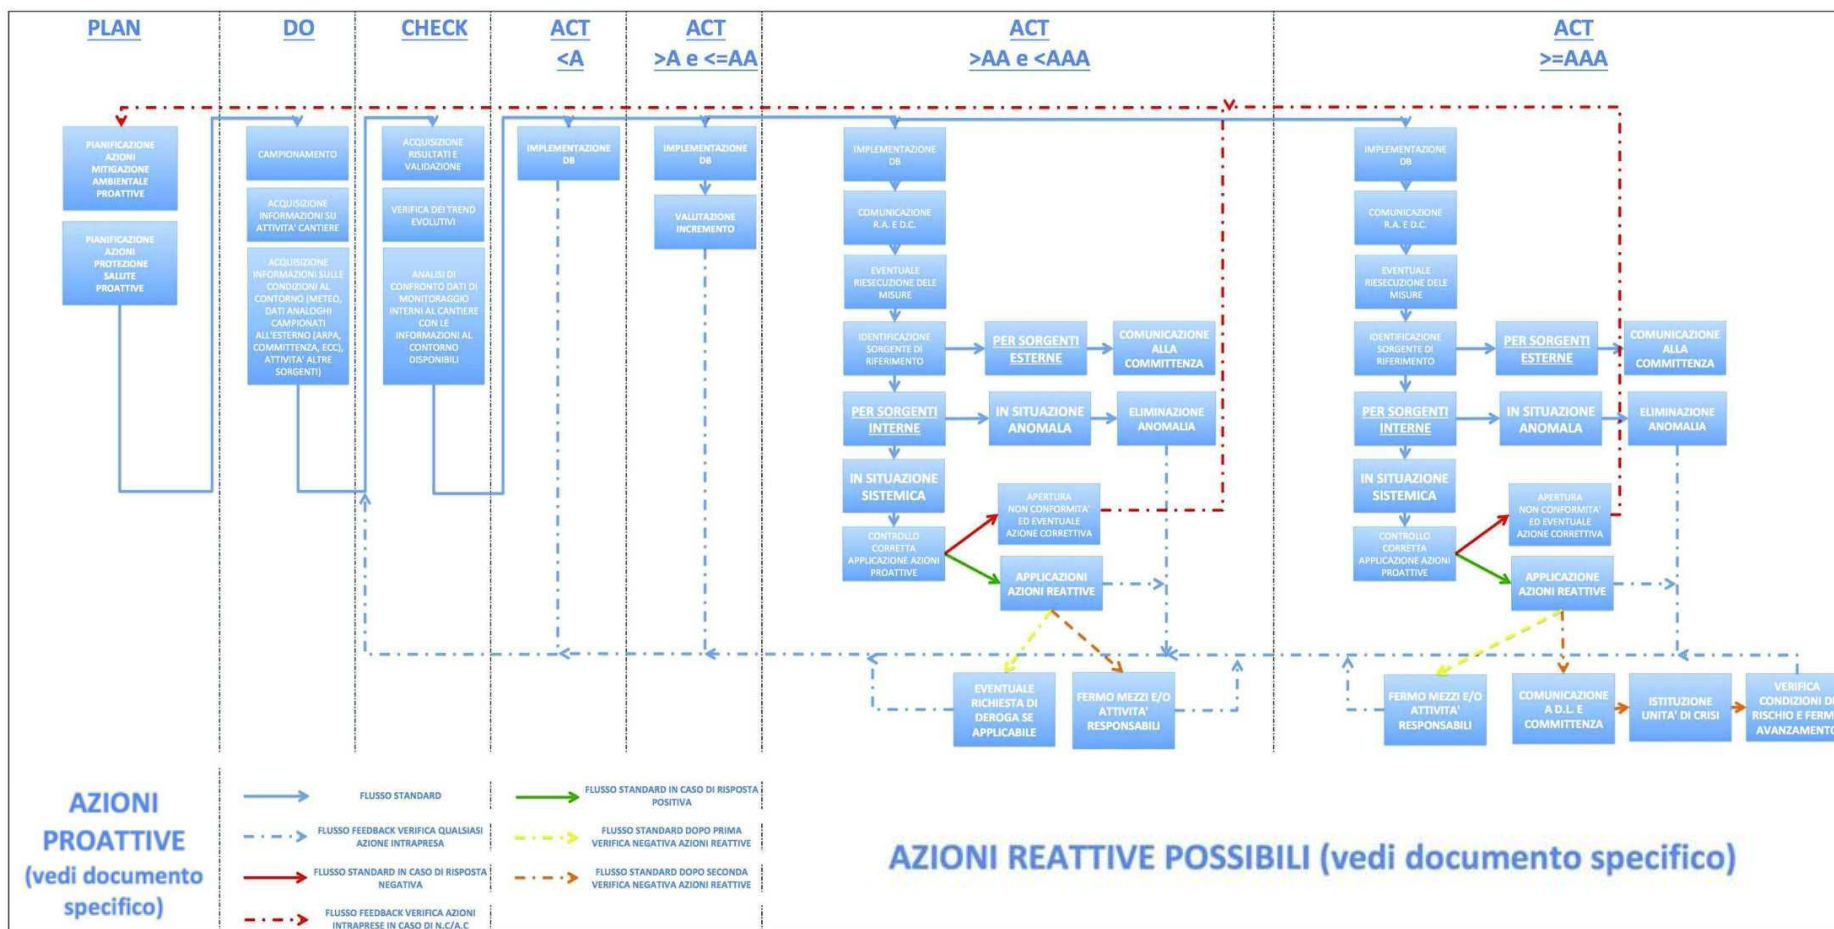 PLAN
DO
CHECK
ACT
<A
ACT
>A e <=AA
ACT
>AA e <AAA
ACT
>=AAA
PIANIFICAZIONE
AZIONI
MITIGAZIONE
AMBIENTALE
PROATTIVE
PIANIFICAZIONE
AZIONI
PROTEZIONE
SALUTE
PROATTIVE
CAMPIONAMENTO
ACQUISIZIONE
INFORMAZIONI SU
ATTIVITA' CANTIERE
ACQUISIZIONE
INFORMAZIONI SULLE
CONDIZIONI AL
CONTORNO (METEO,
DATI ANALOGHI
CAMPIONATI
ALL'ESTERNO (ARPA,
COMMITTENZA, ECC),
ATTIVITA' ALTRE
SORGENTI)
ACQUISIZIONE
RISULTATI E
VALIDAZIONE
VERIFICA DEI TREND
EVOLUTIVI
ANALISI DI
CONFRONTO DATI DI
MONITORAGGIO
INTERNI AL CANTIERE
CON LE
INFORMAZIONI AL
CONTORNO
DISPONIBILI
IMPLEMENTAZIONE
DB
IMPLEMENTAZIONE
DB
VALUTAZIONE
INCREMENTO
IMPLEMENTAZIONE
DB
COMUNICAZIONE
R.A. E D.C.
EVENTUALE
RIESECUZIONE DELE
MISURE
IDENTIFICAZIONE
SORGENTE DI
RIFERIMENTO
PER SORGENTI
ESTERNE
COMUNICAZIONE
ALLA
COMMITTENZA
PER SORGENTI
INTERNE
IN SITUAZIONE
ANOMALA
ELIMINAZIONE
ANOMALIA
IN SITUAZIONE
SISTEMICA
CONTROLLO
CORRETTA
APPLICAZIONE AZIONI
PROATTIVE
APERTURA
NON CONFORMITA'
ED EVENTUALE
AZIONE CORRETTIVA
APPLICAZIONI
AZIONI REATTIVE
EVENTUALE
RICHIESTA DI
DEROGA SE
APPLICABILE
FERMO MEZZI E/O
ATTIVITA'
RESPONSABILI
IMPLEMENTAZIONE
DB
COMUNICAZIONE
R.A. E D.C.
EVENTUALE
RIESECUZIONE DELE
MISURE
IDENTIFICAZIONE
SORGENTE DI
RIFERIMENTO
PER SORGENTI
ESTERNE
COMUNICAZIONE
ALLA
COMMITTENZA
PER SORGENTI
INTERNE
IN SITUAZIONE
ANOMALA
ELIMINAZIONE
ANOMALIA
IN SITUAZIONE
SISTEMICA
CONTROLLO
CORRETTA
APPLICAZIONE AZIONI
PROATTIVE
APERTURA
NON CONFORMITA'
ED EVENTUALE
AZIONE CORRETTIVA
APPLICAZIONE
AZIONI REATTIVE
FERMO MEZZI E/O
ATTIVITA'
RESPONSABILI
COMUNICAZIONE
A D.L. E
COMMITTENZA
ISTITUZIONE
UNITA' DI CRISI
VERIFICA
CONDIZIONI DI
RISCHIO E FERMO
AVANZAMENTO
AZIONI
PROATTIVE
(vedi documento
specifico)
FLUSSO STANDARD
FLUSSO FEEDBACK VERIFICA QUALSIASI
AZIONE INTRAPRESA
FLUSSO STANDARD IN CASO DI RISPOSTA
NEGATIVA
FLUSSO FEEDBACK VERIFICA AZIONI
INTRAPRESE IN CASO DI N.C/A.C
FLUSSO STANDARD IN CASO DI RISPOSTA
POSITIVA
FLUSSO STANDARD DOPO PRIMA
VERIFICA NEGATIVA AZIONI REATTIVE
FLUSSO STANDARD DOPO SECONDA
VERIFICA NEGATIVA AZIONI REATTIVE
AZIONI REATTIVE POSSIBILI (vedi documento specifico)